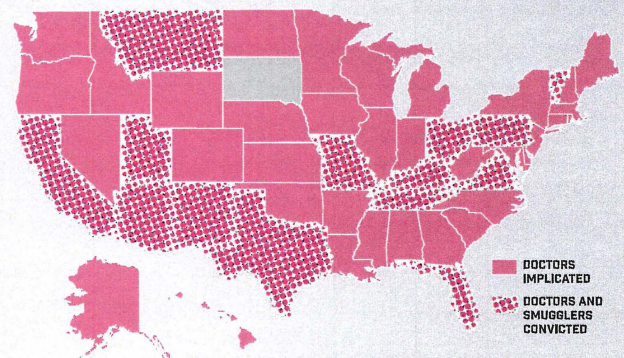 DOCTORS
IMPLICATED
DOCTORS AND
SMUGGLERS
CONVICTED